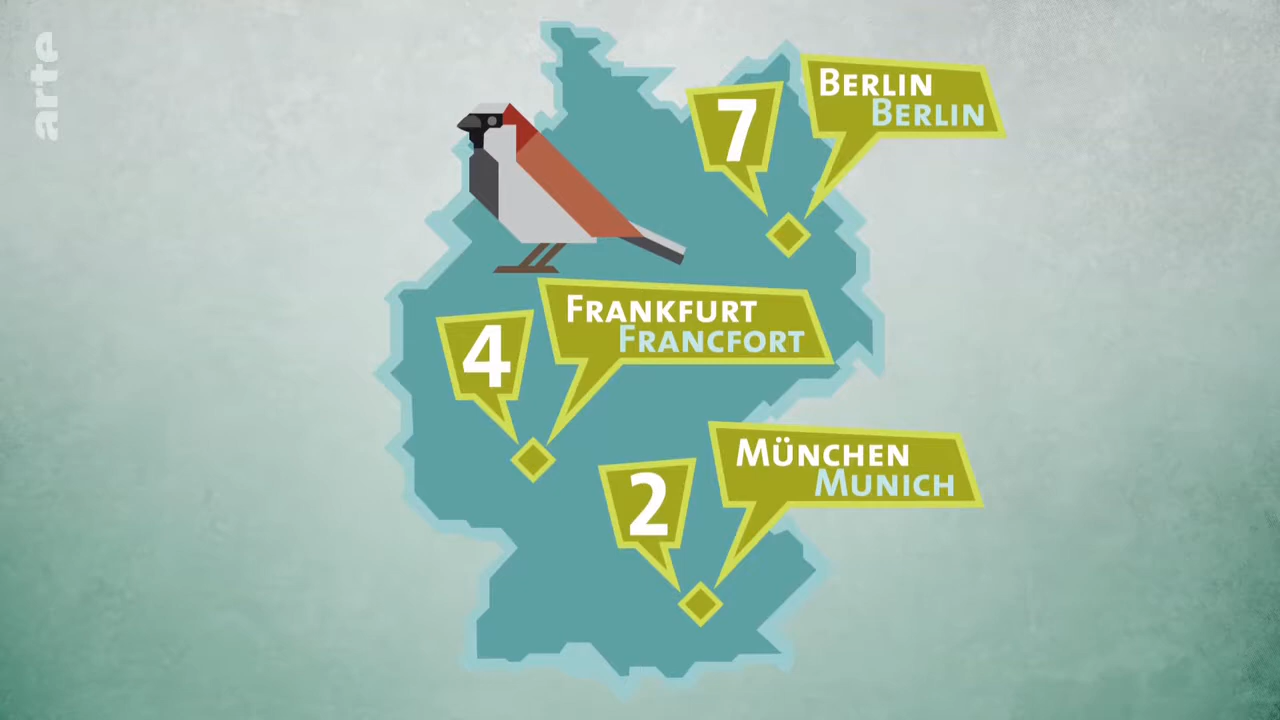 arte
7
BERLIN
BERLIN
4
FRANKFURT
FRANCFORT
2
MÜNCHEN
MUNICH